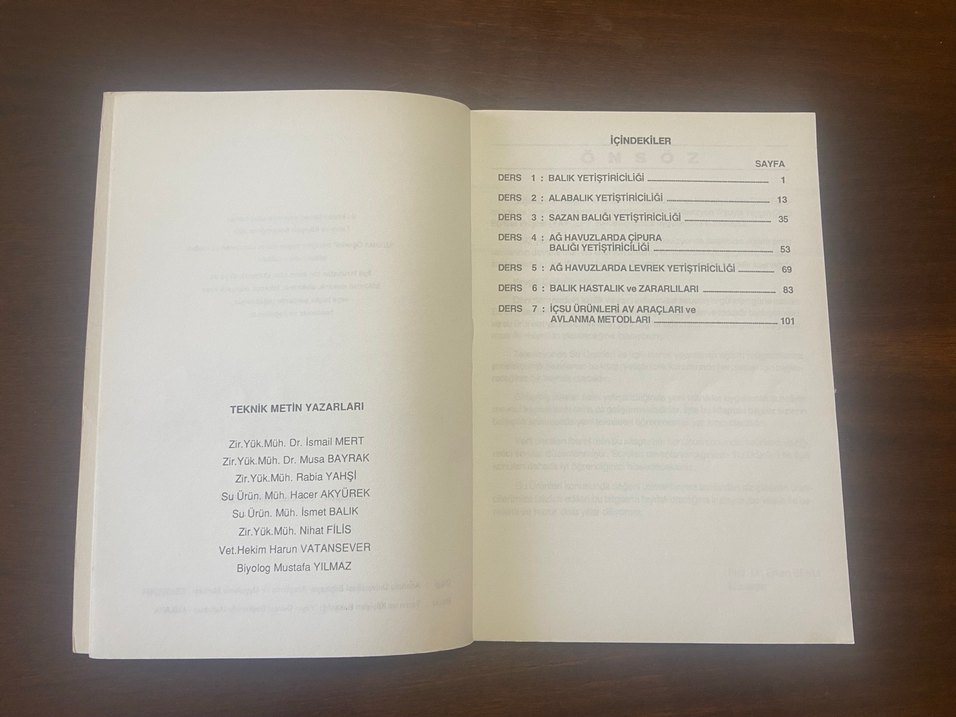 TEKNİK METİN YAZARLARI
Zir.Yük.Müh. Dr. İsmail MERT
Zir.Yük.Müh. Dr. Musa BAYRAK
Zir.Yük.Müh. Rabia YAHŞİ
Su Ürün. Müh. Hacer AKYÜREK
Su Ürün. Müh. İsmet BALIK
Zir.Yük.Müh. Nihat FİLİS
Vet.Hekim Harun VATANSEVER
Biyolog Mustafa YILMAZ
İÇİNDEKİLER
ÖNSÖZ
SAYFA
DERS 1 : BALIK YETİŞTİRİCİLİĞİ 1
DERS 2 : ALABALIK YETİŞTİRİCİLİĞİ 13
DERS 3 : SAZAN BALIĞI YETİŞTİRİCİLİĞİ 35
DERS 4 : AĞ HAVUZLARDA ÇİPURA
BALIĞI YETİŞTİRİCİLİĞİ 53
DERS 5 : AĞ HAVUZLARDA LEVREK YETİŞTİRİCİLİĞİ 69
DERS 6 : BALIK HASTALIK ve ZARARLILARI 83
DERS 7 : İÇSU ÜRÜNLERİ AV ARAÇLARI ve
AVLANMA METODLARI 101